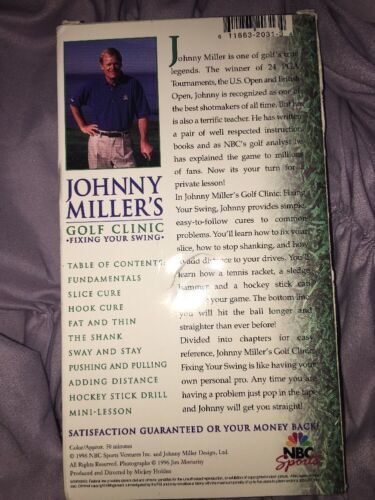 6 11863-2031-3 4
Johnny Miller is one of golf's true
legends. The winner of 24 PGA
Tournaments, the U.S. Open and British
Open, Johnny is recognized as one of
the best shotmakers of all time. But he
is also a terrific teacher. He has written
a pair of well respected instruction
books and as NBC's golf analyst he
has explained the game to millions
of fans. Now its your turn for a
private lesson!
In Johnny Miller's Golf Clinic: Fixing
Your Swing, Johnny provides simple,
easy-to-follow cures to common
problems. You'll learn how to fix your
slice, how to stop shanking, and how
to add distance to your drives. You'll
learn how a tennis racket, a sledge
hammer and a hockey stick can
your game. The bottom line,
you will hit the ball longer and
straighter than ever before!
Divided into chapters for easy
reference, Johnny Miller's Golf Clinic
Fixing Your Swing is like having your
own personal pro. Any time you are
having a problem just pop in the tape
and Johnny will get you straight!
JOHNNY
MILLER'S
GOLF CLINIC
•FIXING YOUR SWING•
TABLE OF CONTENTS
FUNDAMENTALS
SLICE CURE
HOOK CURE
FAT AND THIN
THE SHANK
SWAY AND STAY
PUSHING AND PULLING
ADDING DISTANCE
HOCKEY STICK DRILL
MINI-LESSON
SATISFACTION GUARANTEED OR YOUR MONEY BACK!
Color/Approx. 50 minutes
© 1996 NBC Sports Ventures Inc. and Johnny Miller Design, Ltd.
All Rights Reserved. Photographs © 1996 Jim Moriarity
Produced and Directed by Mickey Holden
NBC
Sports